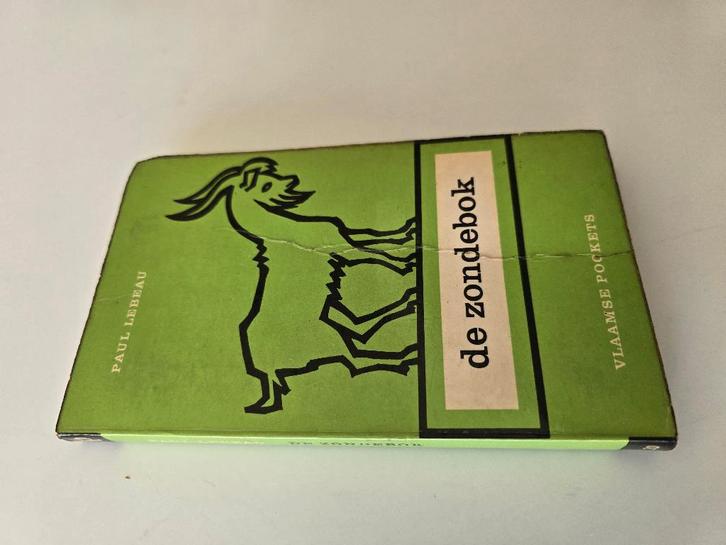 PAUL LEBEAU
de zondebok
VLAAMSE POCKETS
DE ZONDEBOK